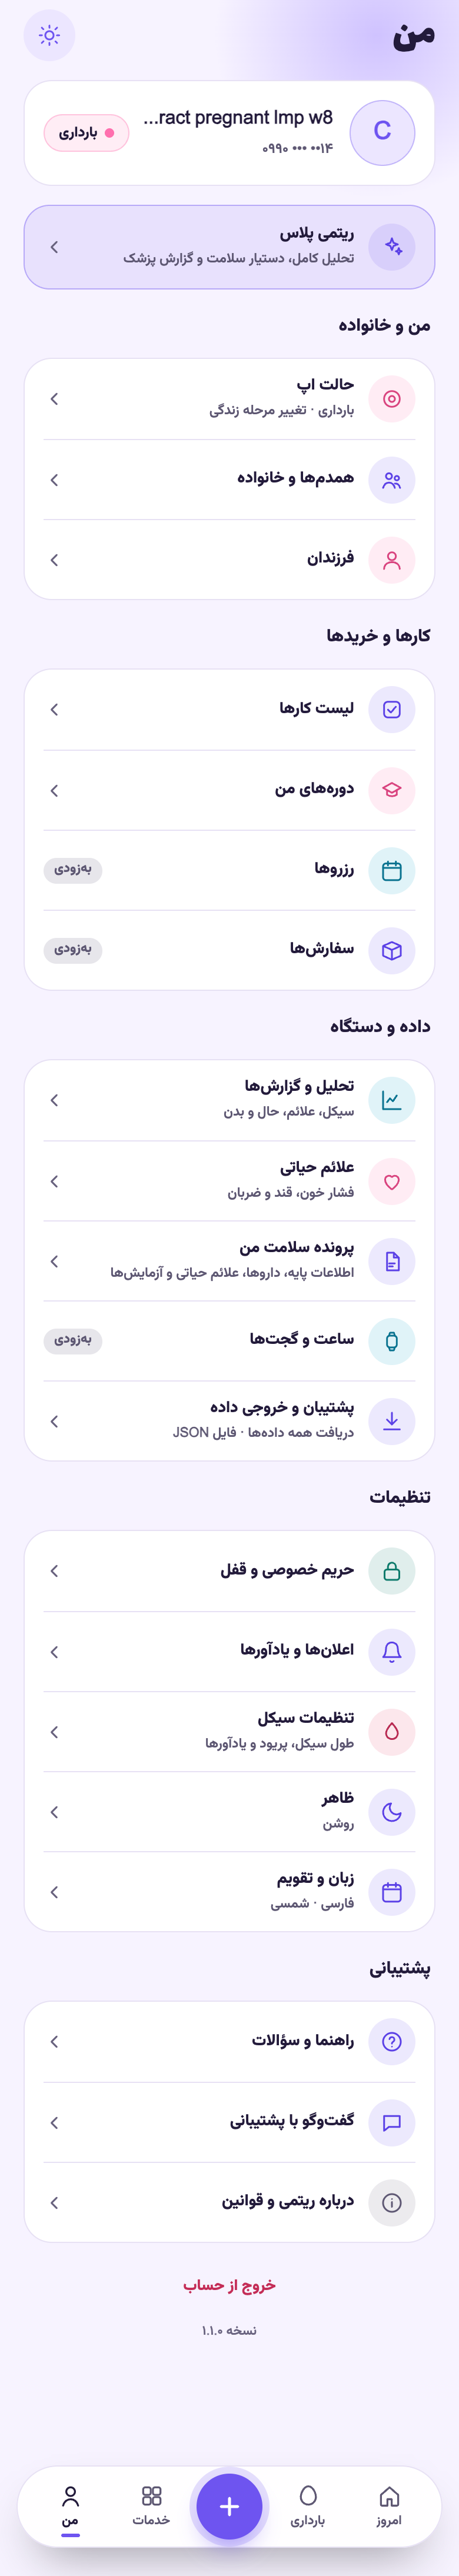 من
C
...ract pregnant lmp w8
۰۹۹۰ ••• ••۱۴
بارداری
ریتمی پلاس
تحلیل کامل، دستیار سلامت و گزارش پزشک
من و خانواده
حالت اپ
بارداری · تغییر مرحله زندگی
همدم‌ها و خانواده
فرزندان
کارها و خریدها
لیست کارها
دوره‌های من
رزروها
به‌زودی
سفارش‌ها
به‌زودی
داده و دستگاه
تحلیل و گزارش‌ها
سیکل، علائم، حال و بدن
علائم حیاتی
فشار خون، قند و ضربان
پرونده سلامت من
اطلاعات پایه، داروها، علائم حیاتی و آزمایش‌ها
ساعت و گجت‌ها
به‌زودی
پشتیبان و خروجی داده
دریافت همه داده‌ها · فایل JSON
تنظیمات
حریم خصوصی و قفل
اعلان‌ها و یادآورها
تنظیمات سیکل
طول سیکل، پریود و یادآورها
ظاهر
روشن
زبان و تقویم
فارسی · شمسی
پشتیبانی
راهنما و سؤالات
گفت‌وگو با پشتیبانی
درباره ریتمی و قوانین
خروج از حساب
نسخه ۱.۱.۰
امروز
بارداری
خدمات
من